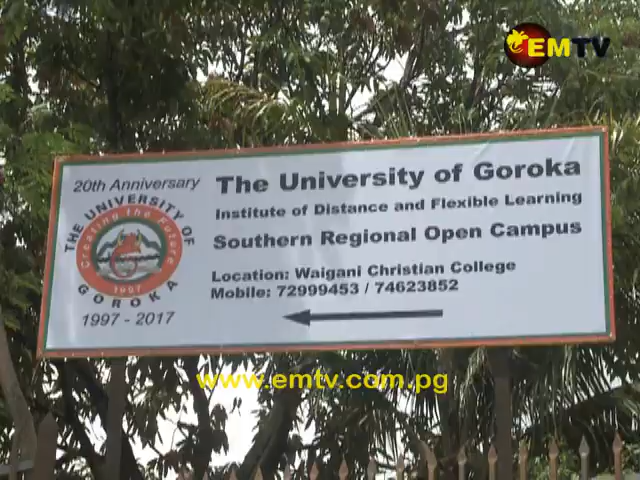 EMTV
20th Anniversary
THE UNIVERSITY OF
Creating the Future
1997
GOROKA
1997 - 2017
The University of Goroka
Institute of Distance and Flexible Learning
Southern Regional Open Campus
Location: Waigani Christian College
Mobile: 72999453 / 74623852
www.emtv.com.pg